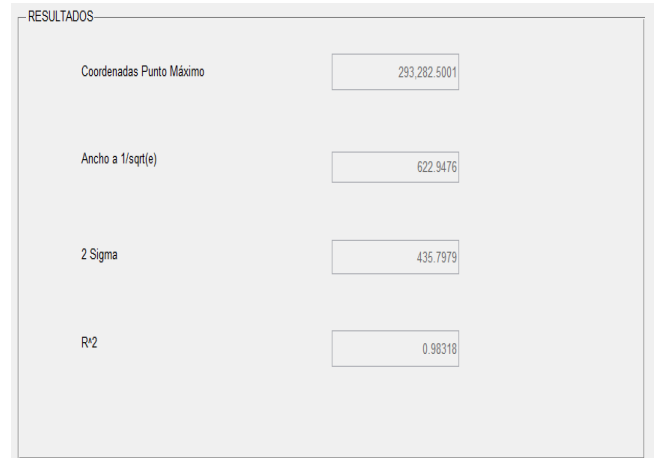 RESULTADOS
Coordenadas Punto Máximo 293,282.5001
Ancho a 1/sqrt(e) 622.9476
2 Sigma 435.7979
R^2 0.98318